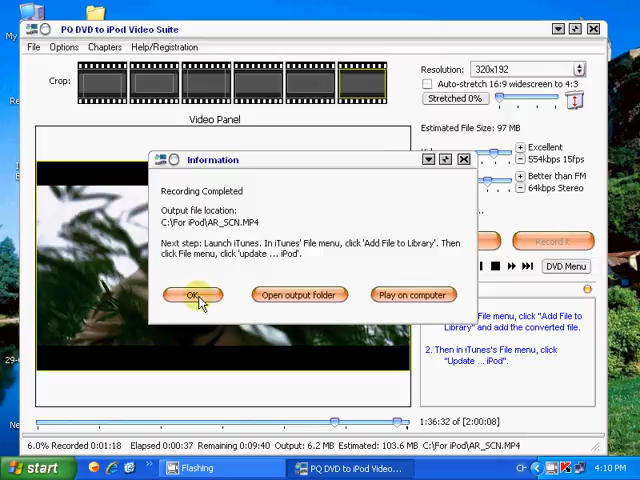 PQ DVD to iPod Video Suite
File Options Chapters Help/Registration
Crop:
Resolution: 320x192
Auto-stretch 16:9 widescreen to 4:3
Stretched 0%
Video Panel
Estimated File Size: 97 MB
Excellent
554kbps 15fps
Better than FM
64kbps Stereo
Information
Recording Completed
Output file location:
C:\For iPod\AR_SCN.MP4
Next step: Launch iTunes. In iTunes' File menu, click 'Add File to Library'. Then
click File menu, click 'update ... iPod'.
OK
Open output folder
Play on computer
Record it
DVD Menu
File menu, click "Add File to
Library" and add the converted file.
2. Then in iTunes's File menu, click
"Update ... iPod".
1:36:32 of [2:00:08]
6.0% Recorded 0:01:18 Elapsed 0:00:37 Remaining 0:09:40 Output: 6.2 MB Estimated: 103.6 MB C:\For iPod\AR_SCN.MP4
start
Flashing
PQ DVD to iPod Video...
CH
4:10 PM